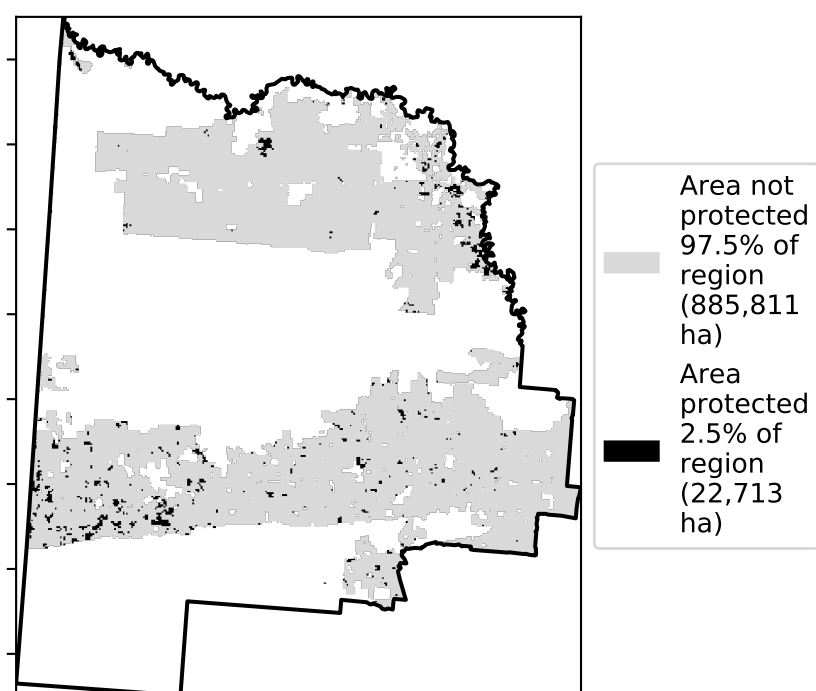 Area not
protected
97.5% of
region
(885,811
ha)
Area
protected
2.5% of
region
(22,713
ha)